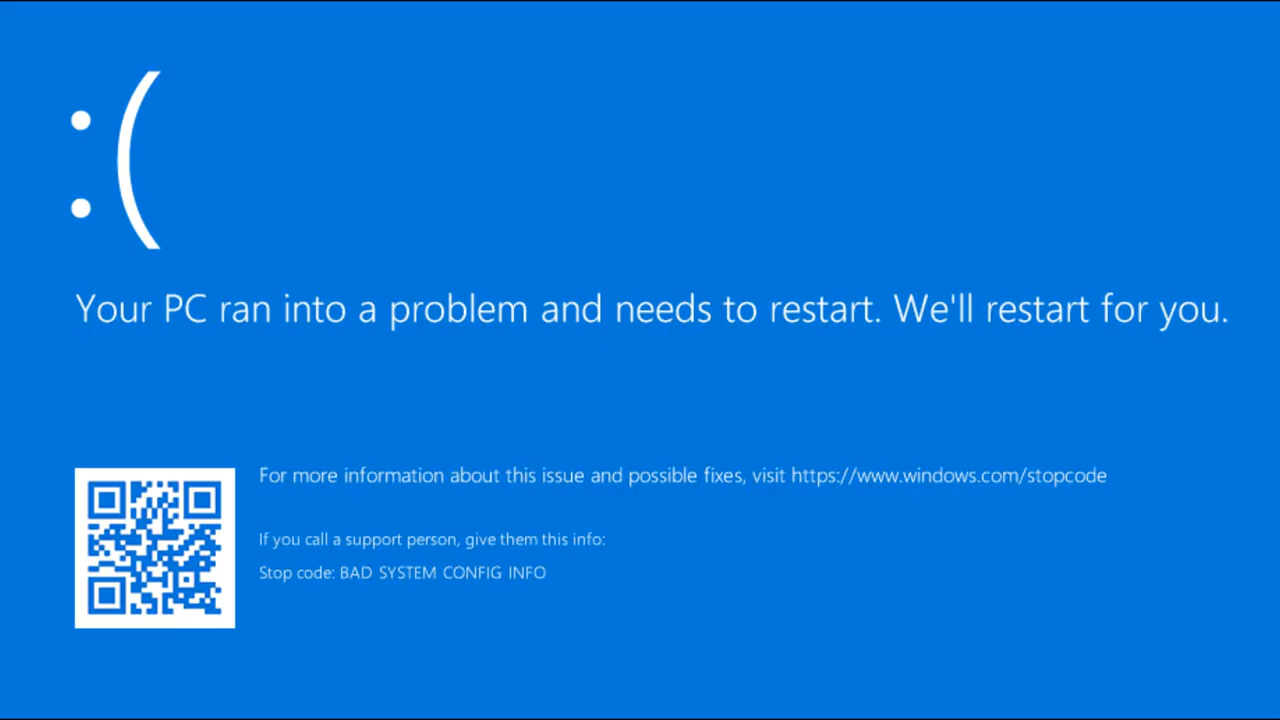 :(
Your PC ran into a problem and needs to restart. We'll restart for you.
For more information about this issue and possible fixes, visit https://www.windows.com/stopcode
If you call a support person, give them this info:
Stop code: BAD SYSTEM CONFIG INFO